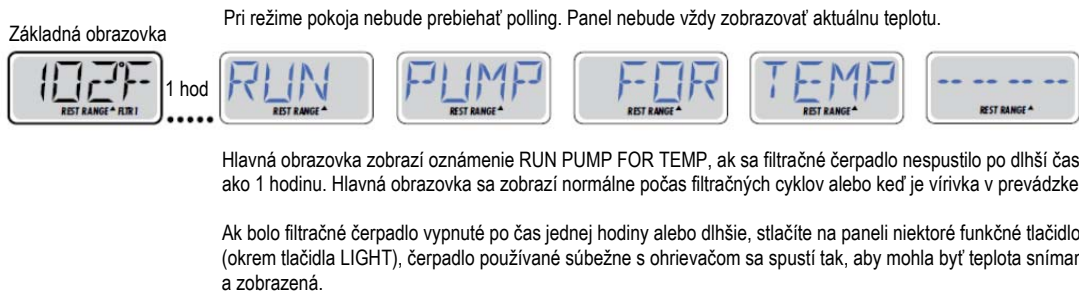 Pri režime pokoja nebude prebiehať polling. Panel nebude vždy zobrazovať aktuálnu teplotu.
Základná obrazovka
102°F REST RANGE FLTR 1
1 hod
RUN REST RANGE
PUMP REST RANGE
FOR REST RANGE
TEMP REST RANGE
-- -- -- -- REST RANGE
Hlavná obrazovka zobrazí oznámenie RUN PUMP FOR TEMP, ak sa filtračné čerpadlo nespustilo po dlhší čas
ako 1 hodinu. Hlavná obrazovka sa zobrazí normálne počas filtračných cyklov alebo keď je vírivka v prevádzke
Ak bolo filtračné čerpadlo vypnuté po čas jednej hodiny alebo dlhšie, stlačíte na paneli niektoré funkčné tlačidlo
(okrem tlačidla LIGHT), čerpadlo používané súbežne s ohrievačom sa spustí tak, aby mohla byť teplota
a zobrazená.